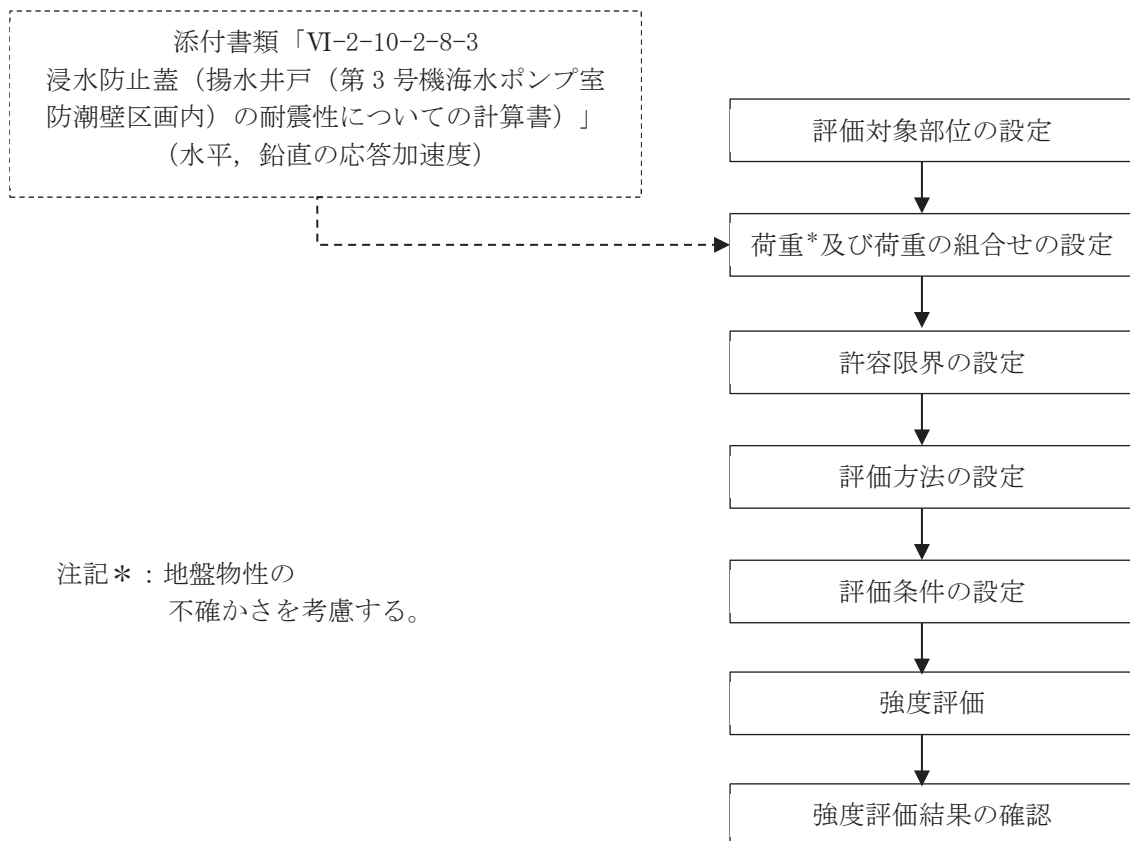 添付書類「Ⅵ-2-10-2-8-3
浸水防止蓋（揚水井戸（第3号機海水ポンプ室
防潮壁区画内）の耐震性についての計算書）」
（水平，鉛直の応答加速度）
評価対象部位の設定
荷重*及び荷重の組合せの設定
許容限界の設定
評価方法の設定
評価条件の設定
強度評価
強度評価結果の確認
注記＊：地盤物性の
不確かさを考慮する。